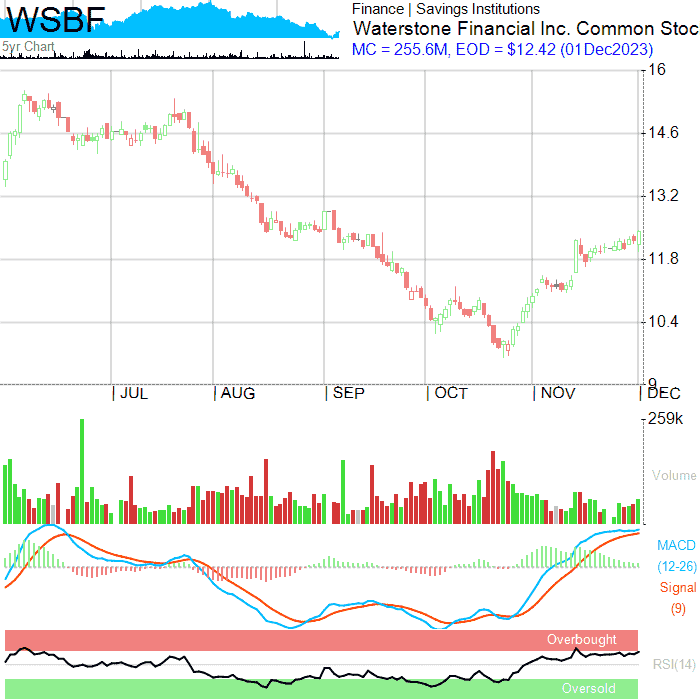 WSBF
5yr Chart
Finance | Savings Institutions
Waterstone Financial Inc. Common Stoc
MC = 255.6M, EOD = $12.42 (01Dec2023)
16
14.6
13.2
11.8
10.4
9
JUL AUG SEP OCT NOV DEC
259k
Volume
MACD
(12-26)
Signal
(9)
Overbought
RSI(14)
Oversold